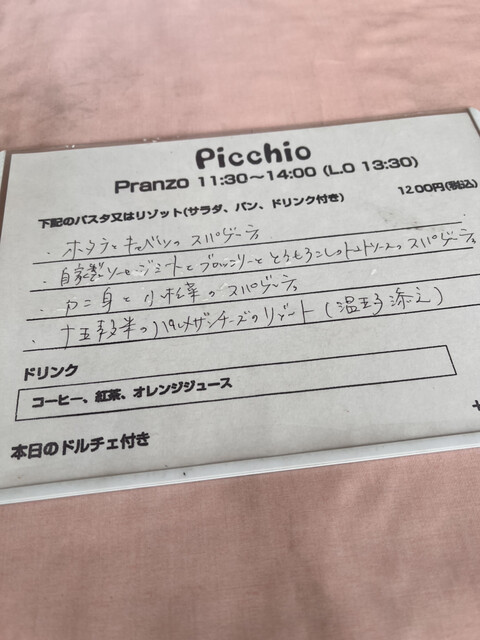 Picchio
Pranzo 11:30～14:00 (L.O 13:30)
下記のパスタ又はリゾット(サラダ、パン、ドリンク付き) 1200円(税込)
・ホタテとキャベツのスパゲーティ
・自家製ソーセージミートとブロッコリーととうもろこしのトマトソースのスパゲーティ
・カニ身と小松菜のスパゲーティ
・十五穀米のパルメザンチーズのリゾート(温玉添え)
ドリンク
コーヒー、紅茶、オレンジジュース
本日のドルチェ付き